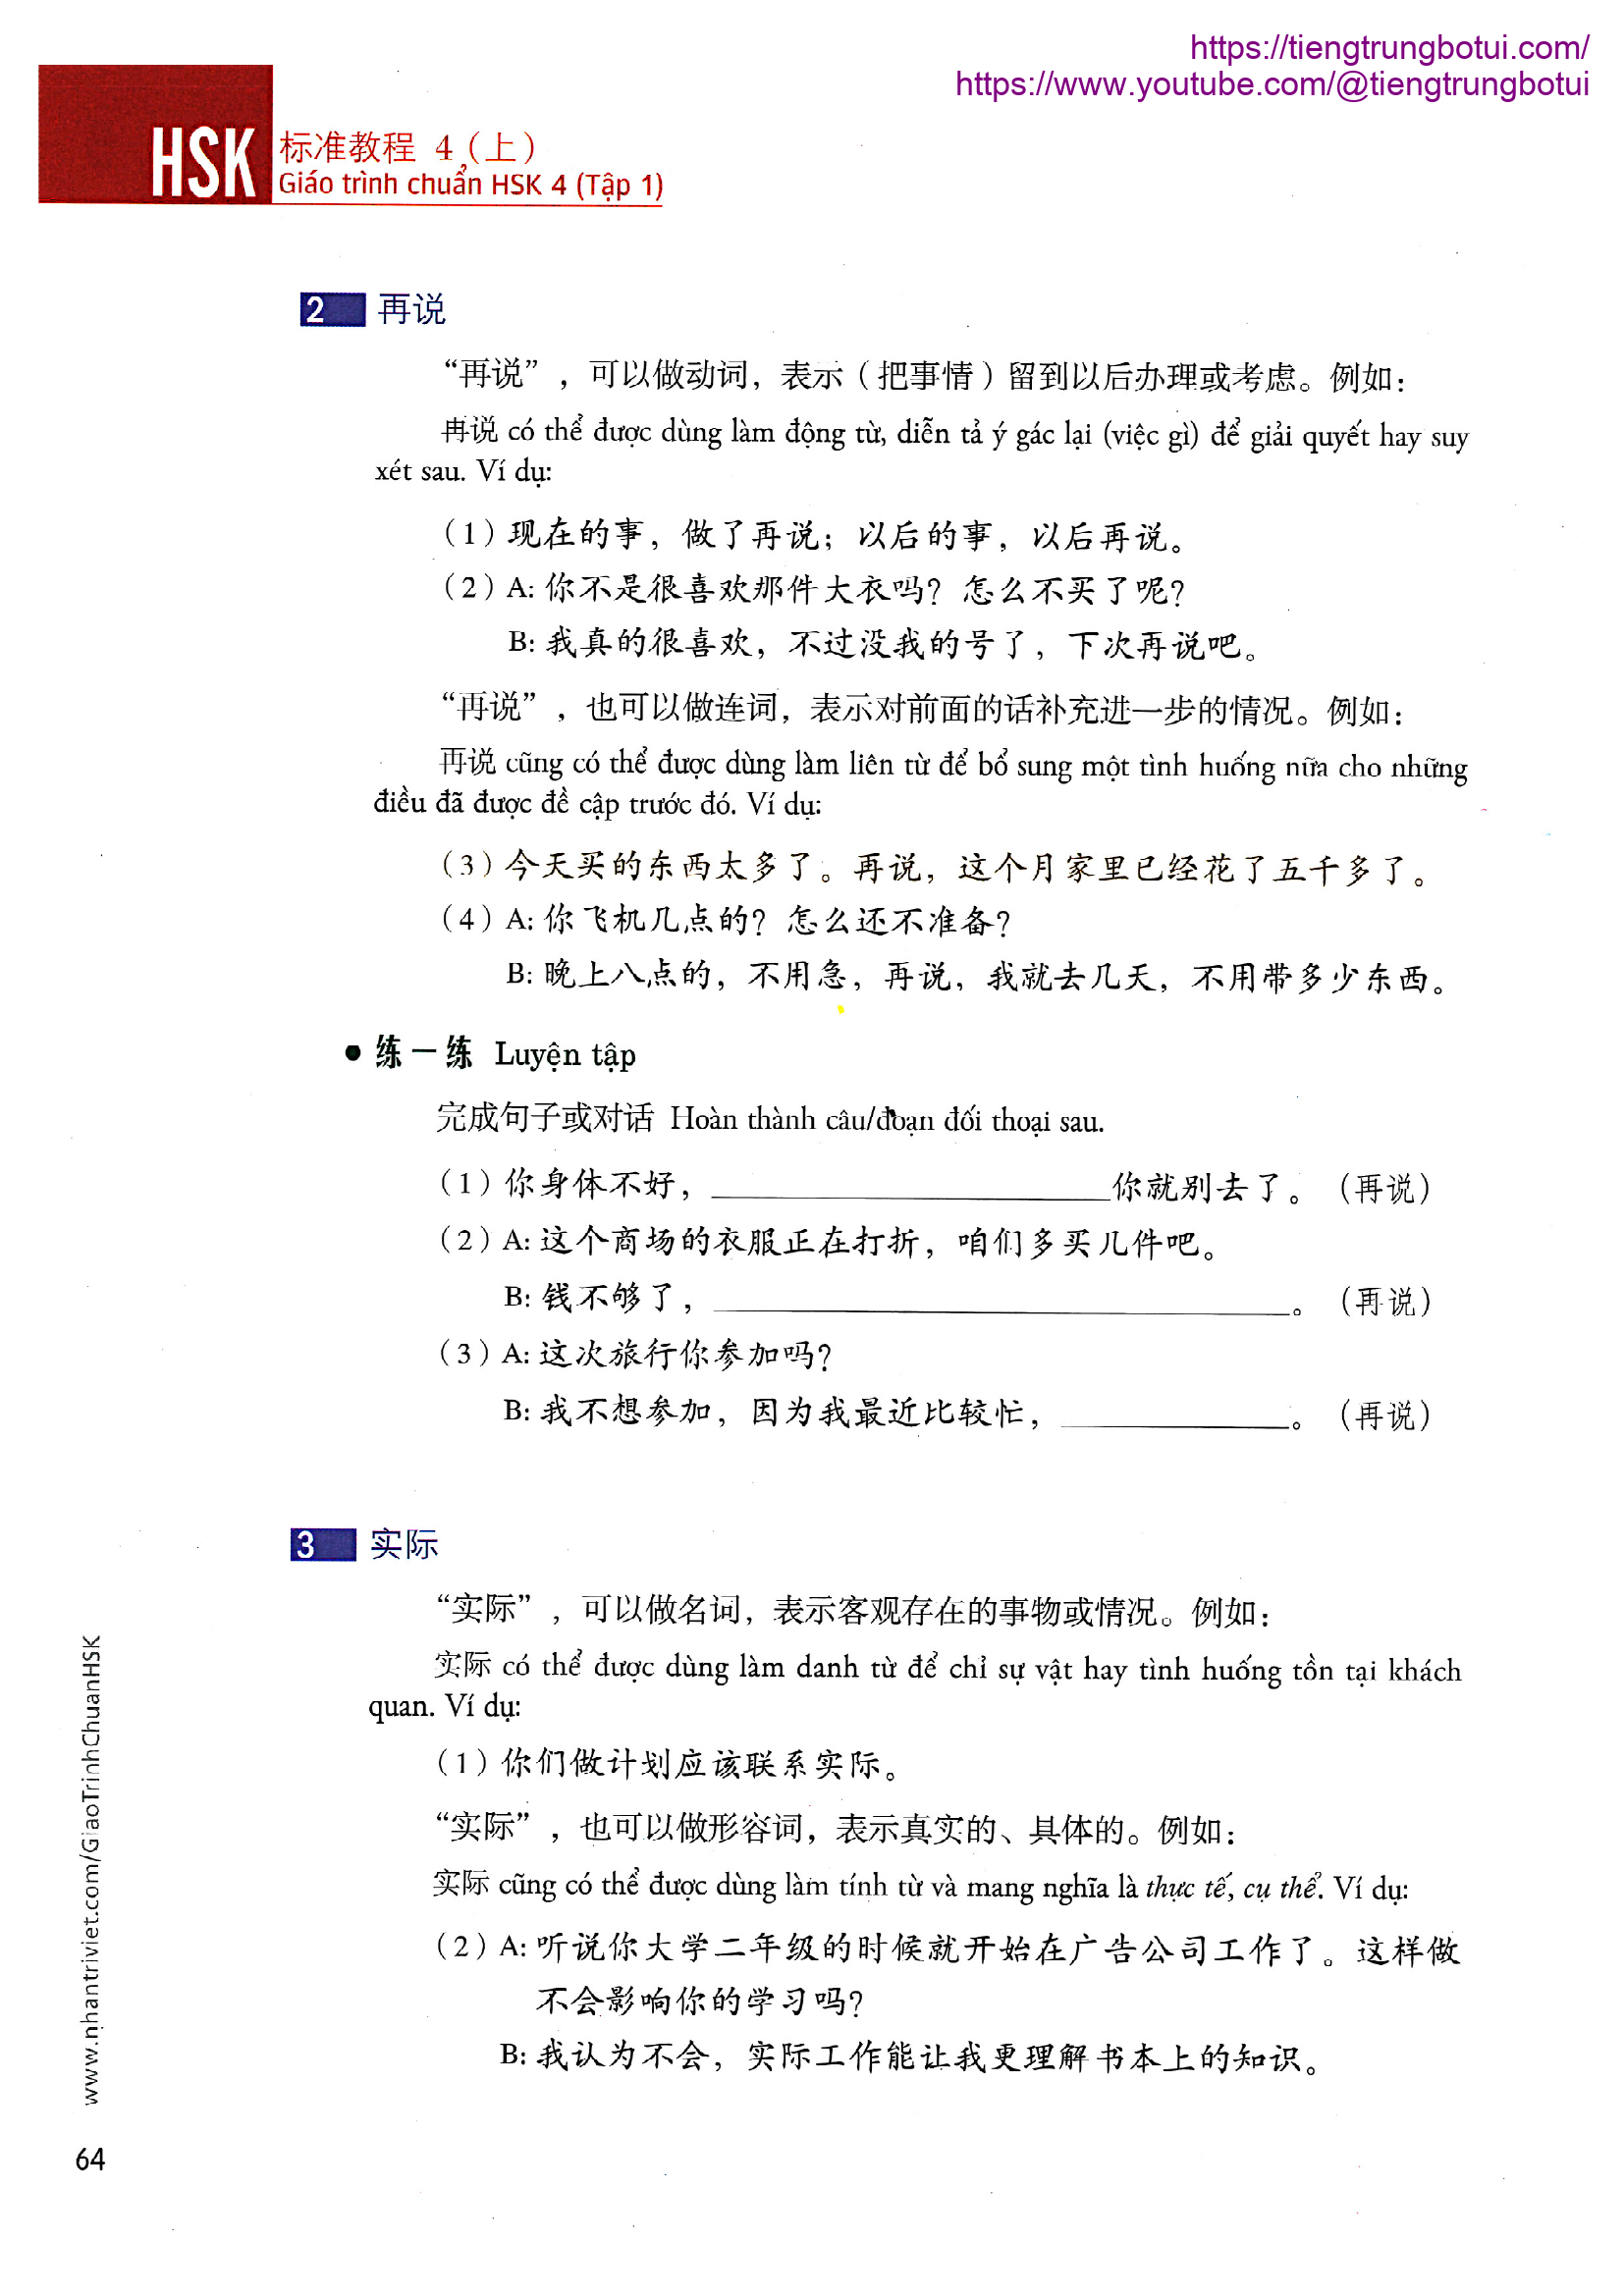 https://tiengtrungbotui.com/
https://www.youtube.com/@tiengtrungbotui
HSK 标准教程 4（上）
Giáo trình chuẩn HSK 4 (Tập 1)
2 再说
“再说”，可以做动词，表示（把事情）留到以后办理或考虑。例如：
再说 có thể được dùng làm động từ, diễn tả ý gác lại (việc gì) để giải quyết hay suy
xét sau. Ví dụ:
（1）现在的事，做了再说；以后的事，以后再说。
（2）A: 你不是很喜欢那件大衣吗？怎么不买了呢？
B: 我真的很喜欢，不过没我的号了，下次再说吧。
“再说”，也可以做连词，表示对前面的话补充进一步的情况。例如：
再说 cũng có thể được dùng làm liên từ để bổ sung một tình huống nữa cho những
điều đã được đề cập trước đó. Ví dụ:
（3）今天买的东西太多了。再说，这个月家里已经花了五千多了。
（4）A: 你飞机几点的？怎么还不准备？
B: 晚上八点的，不用急，再说，我就去几天，不用带多少东西。
● 练一练 Luyện tập
完成句子或对话 Hoàn thành câu/đoạn đối thoại sau.
（1）你身体不好，____________________你就别去了。（再说）
（2）A: 这个商场的衣服正在打折，咱们多买几件吧。
B: 钱不够了，____________________________。（再说）
（3）A: 这次旅行你参加吗？
B: 我不想参加，因为我最近比较忙，____________。（再说）
3 实际
“实际”，可以做名词，表示客观存在的事物或情况。例如：
实际 có thể được dùng làm danh từ để chỉ sự vật hay tình huống tồn tại khách
quan. Ví dụ:
（1）你们做计划应该联系实际。
“实际”，也可以做形容词，表示真实的、具体的。例如：
实际 cũng có thể được dùng làm tính từ và mang nghĩa là thực tế, cụ thể. Ví dụ:
（2）A: 听说你大学二年级的时候就开始在广告公司工作了。这样做
不会影响你的学习吗？
B: 我认为不会，实际工作能让我更理解书本上的知识。
www.nhantriviet.com/GiaoTrinhChuanHSK
64